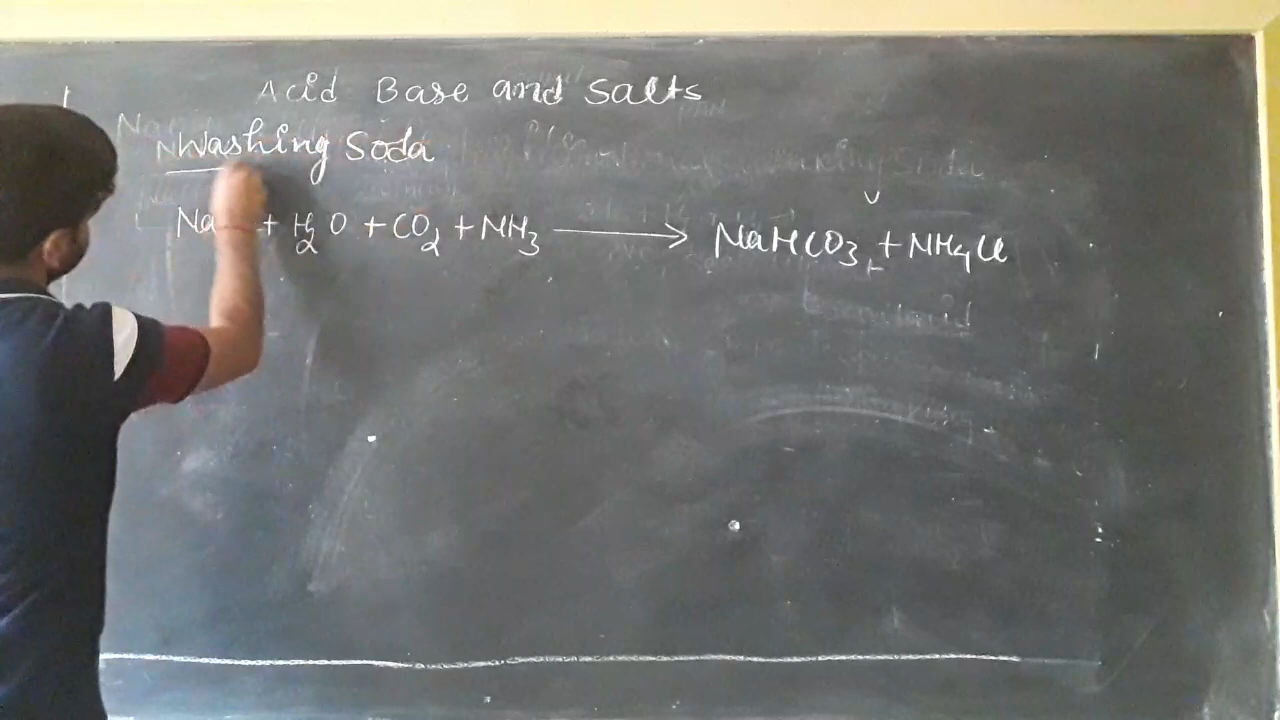 Acid Base and Salts
Washing Soda
Na + H2O + CO2 + NH3 → NaHCO3 + NH4Cl